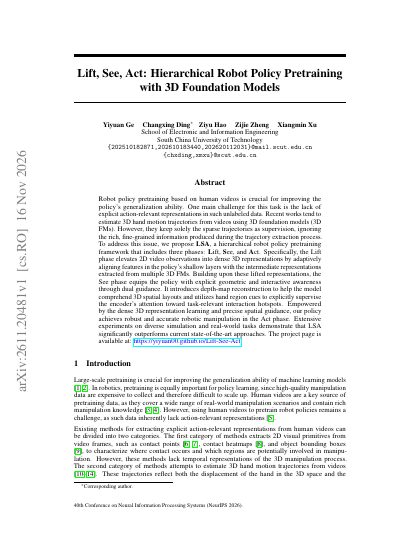 Lift, See, Act: Hierarchical Robot Policy Pretraining
with 3D Foundation Models
Yiyuan Ge Changxing Ding* Ziyu Hao Zijie Zheng Xiangmin Xu
School of Electronic and Information Engineering
South China University of Technology
{202510182871,202610183440,202620112031}@mail.scut.edu.cn
{chxding,xmxu}@scut.edu.cn
arXiv:2611.20481v1 [cs.RO] 16 Nov 2026
Abstract
Robot policy pretraining based on human videos is crucial for improving the
policy's generalization ability. One main challenge for this task is the lack of
explicit action-relevant representations in such unlabeled data. Recent works tend to
estimate 3D hand motion trajectories from videos using 3D foundation models (3D
FMs). However, they keep solely the sparse trajectories as supervision, ignoring
the rich, fine-grained information produced during the trajectory extraction process.
To address this issue, we propose LSA, a hierarchical robot policy pretraining
framework that includes three phases: Lift, See, and Act. Specifically, the Lift
phase elevates 2D video observations into dense 3D representations by adaptively
aligning features in the policy's shallow layers with the intermediate representations
extracted from multiple 3D FMs. Building upon these enriched 3D features, the
See phase equips the policy with explicit geometric and interactive awareness
through dual guidance. It introduces depth-map reconstruction to help the model
comprehend 3D spatial layouts and utilizes hand region cues to explicitly supervise
the encoder's attention toward task-relevant interaction hotspots. Empowered
by the dense 3D representation learning and precise spatial guidance, our policy
achieves robust and accurate robotic manipulation in the Act phase. Extensive
experiments on diverse simulation and real-world tasks demonstrate that LSA
significantly outperforms current state-of-the-art approaches. The project page is
available at: https://yiyuan00.github.io/Lift-See-Act.
1 Introduction
Large-scale pretraining is crucial for improving the generalization ability of machine learning models
[1, 2]. In robotics, pretraining is equally important for policy learning, since high-quality manipulation
data are expensive to collect and therefore difficult to scale up. Human videos are a key
source of pretraining data, as they cover a wide range of real-world manipulation scenarios and contain rich
manipulation knowledge [3, 4]. However, using human videos to pretrain robot policies remains a
challenge, as such data inherently lack action-relevant representations [5].
Existing methods for extracting explicit action-relevant representations from human videos can
be divided into two categories. The first category of methods extracts 2D visual primitives from
video frames, such as contact points [6, 7], contact heatmaps [8], and object bounding boxes
[9], to characterize where contact occurs and which regions are potentially involved in manipu-
lation. However, these methods lack temporal representations of the 3D manipulation process.
The second category of methods attempts to estimate 3D hand motion trajectories from videos
[10–14]. These trajectories reflect both the displacement of the hand in 3D space and the
*Corresponding author.
40th Conference on Neural Information Processing Systems (NeurIPS 2026).